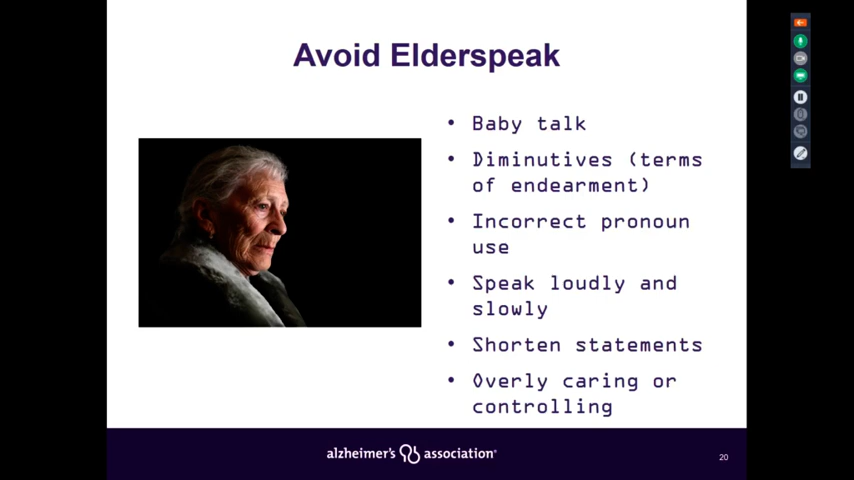 Avoid Elderspeak
• Baby talk
• Diminutives (terms
of endearment)
• Incorrect pronoun
use
• Speak loudly and
slowly
• Shorten statements
• Overly caring or
controlling
alzheimer's association®
20